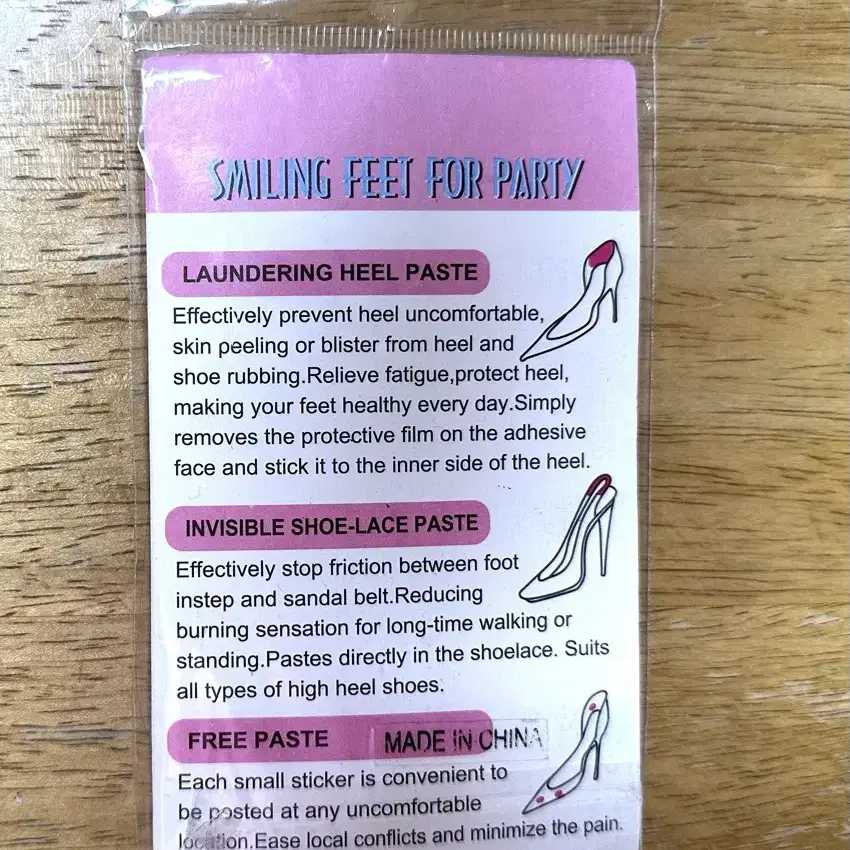 SMILING FEET FOR PARTY
LAUNDERING HEEL PASTE
Effectively prevent heel uncomfortable,
skin peeling or blister from heel and
shoe rubbing.Relieve fatigue,protect heel,
making your feet healthy every day.Simply
removes the protective film on the adhesive
face and stick it to the inner side of the heel.
INVISIBLE SHOE-LACE PASTE
Effectively stop friction between foot
instep and sandal belt.Reducing
burning sensation for long-time walking or
standing.Pastes directly in the shoelace. Suits
all types of high heel shoes.
FREE PASTE
MADE IN CHINA
Each small sticker is convenient to
be posted at any uncomfortable
location.Ease local conflicts and minimize the pain.